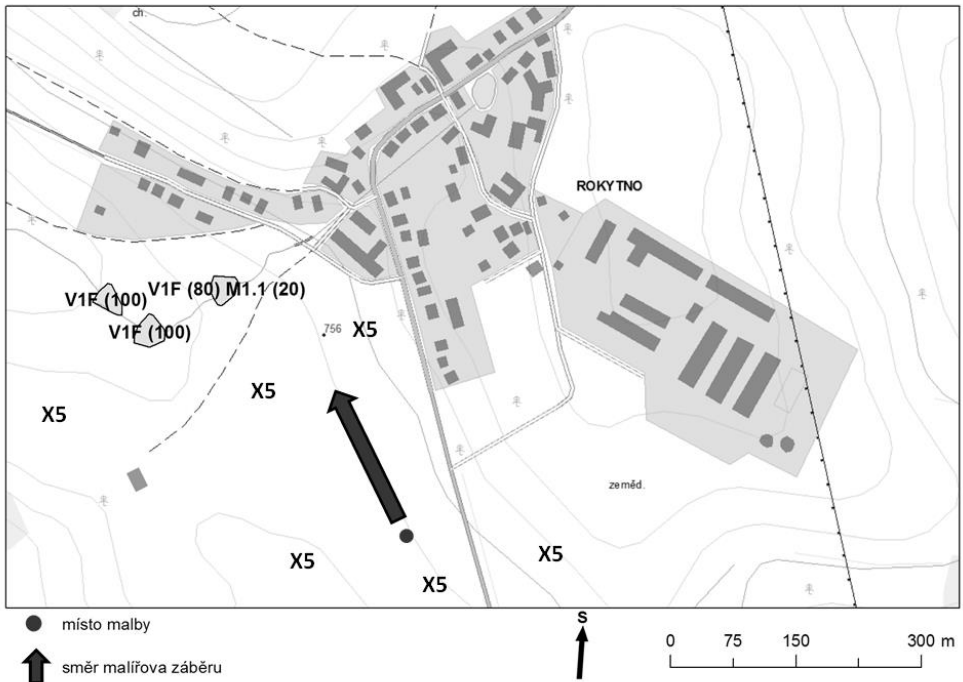 ch.
ROKYTNO
V1F (100)
V1F (80) M1.1 (20)
V1F (100)
756
X5
X5
X5
zeměd.
X5
X5
X5
místo malby
směr malířova záběru
S
0 75 150 300 m